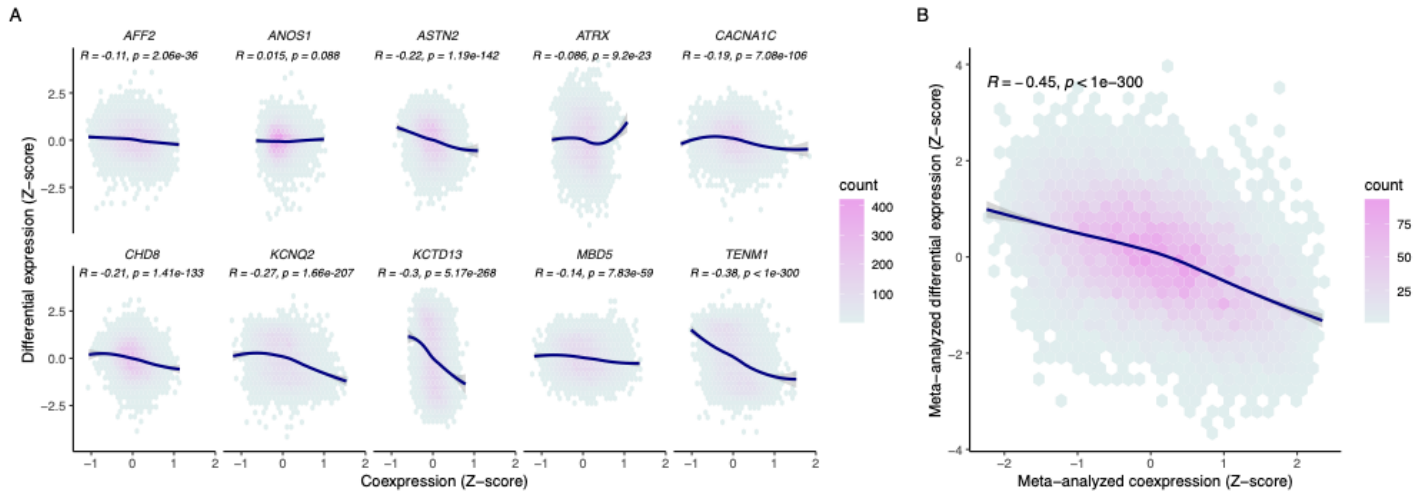 A
B
AFF2
R = -0.11, p = 2.06e-36
ANOS1
R = 0.015, p = 0.088
ASTN2
R = -0.22, p = 1.19e-142
ATRX
R = -0.086, p = 9.2e-23
CACNA1C
R = -0.19, p = 7.08e-106
2.5
0.0
−2.5
CHD8
R = -0.21, p = 1.41e-133
KCNQ2
R = -0.27, p = 1.66e-207
KCTD13
R = -0.3, p = 5.17e-268
MBD5
R = -0.14, p = 7.83e-59
TENM1
R = -0.38, p < 1e-300
2.5
0.0
−2.5
Differential expression (Z−score)
−1 0 1 2
−1 0 1 2
−1 0 1 2
−1 0 1 2
−1 0 1 2
Coexpression (Z−score)
count
400
300
200
100
R = − 0.45, p < 1e−300
4
2
0
−2
−4
Meta−analyzed differential expression (Z−score)
−2 −1 0 1 2
Meta−analyzed coexpression (Z−score)
count
75
50
25